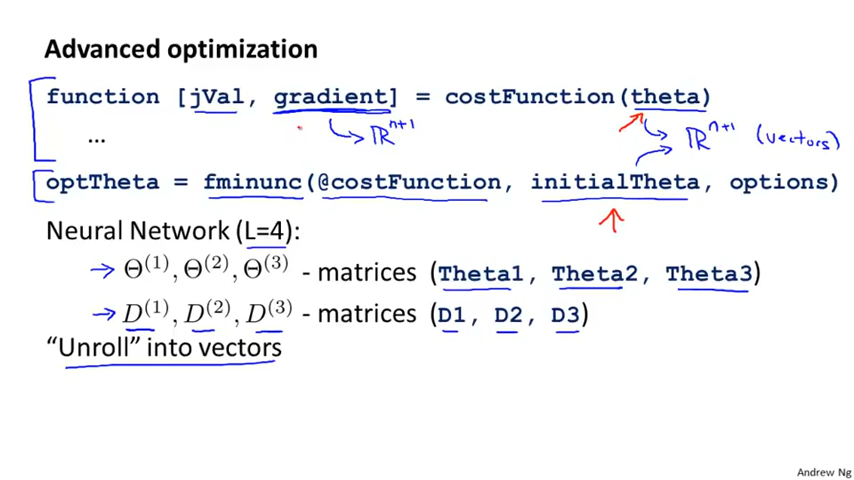 Advanced optimization
function [jVal, gradient] = costFunction(theta)
→ ℝⁿ⁺¹ → ℝⁿ⁺¹ (vectors)
...
optTheta = fminunc(@costFunction, initialTheta, options)
Neural Network (L=4):
→ Θ⁽¹⁾, Θ⁽²⁾, Θ⁽³⁾ - matrices (Theta1, Theta2, Theta3)
→ D⁽¹⁾, D⁽²⁾, D⁽³⁾ - matrices (D1, D2, D3)
“Unroll” into vectors
Andrew Ng